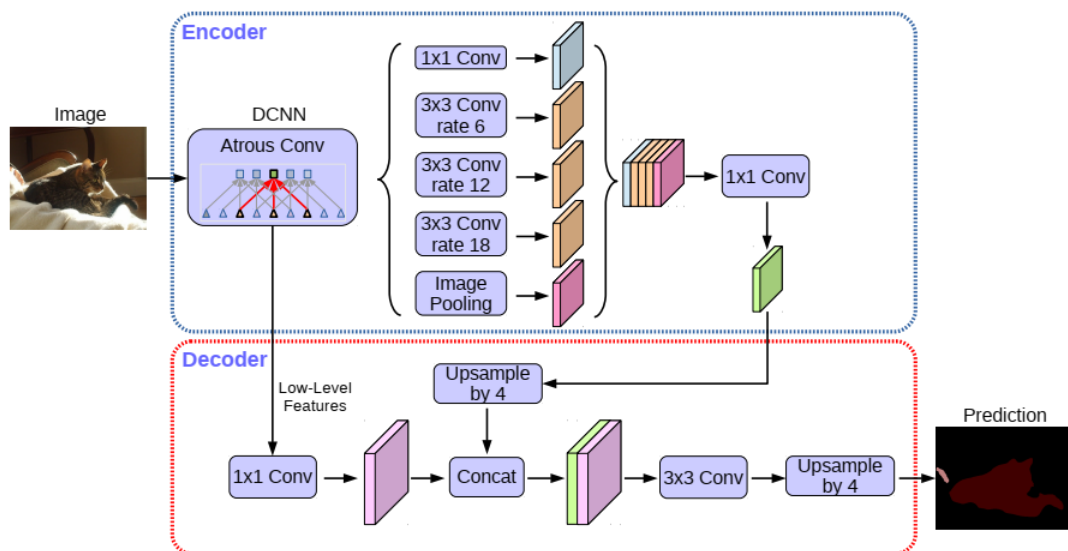 Encoder
Image
DCNN
Atrous Conv
1x1 Conv
3x3 Conv
rate 6
3x3 Conv
rate 12
3x3 Conv
rate 18
Image
Pooling
1x1 Conv
Decoder
Low-Level
Features
Upsample
by 4
1x1 Conv
Concat
3x3 Conv
Upsample
by 4
Prediction